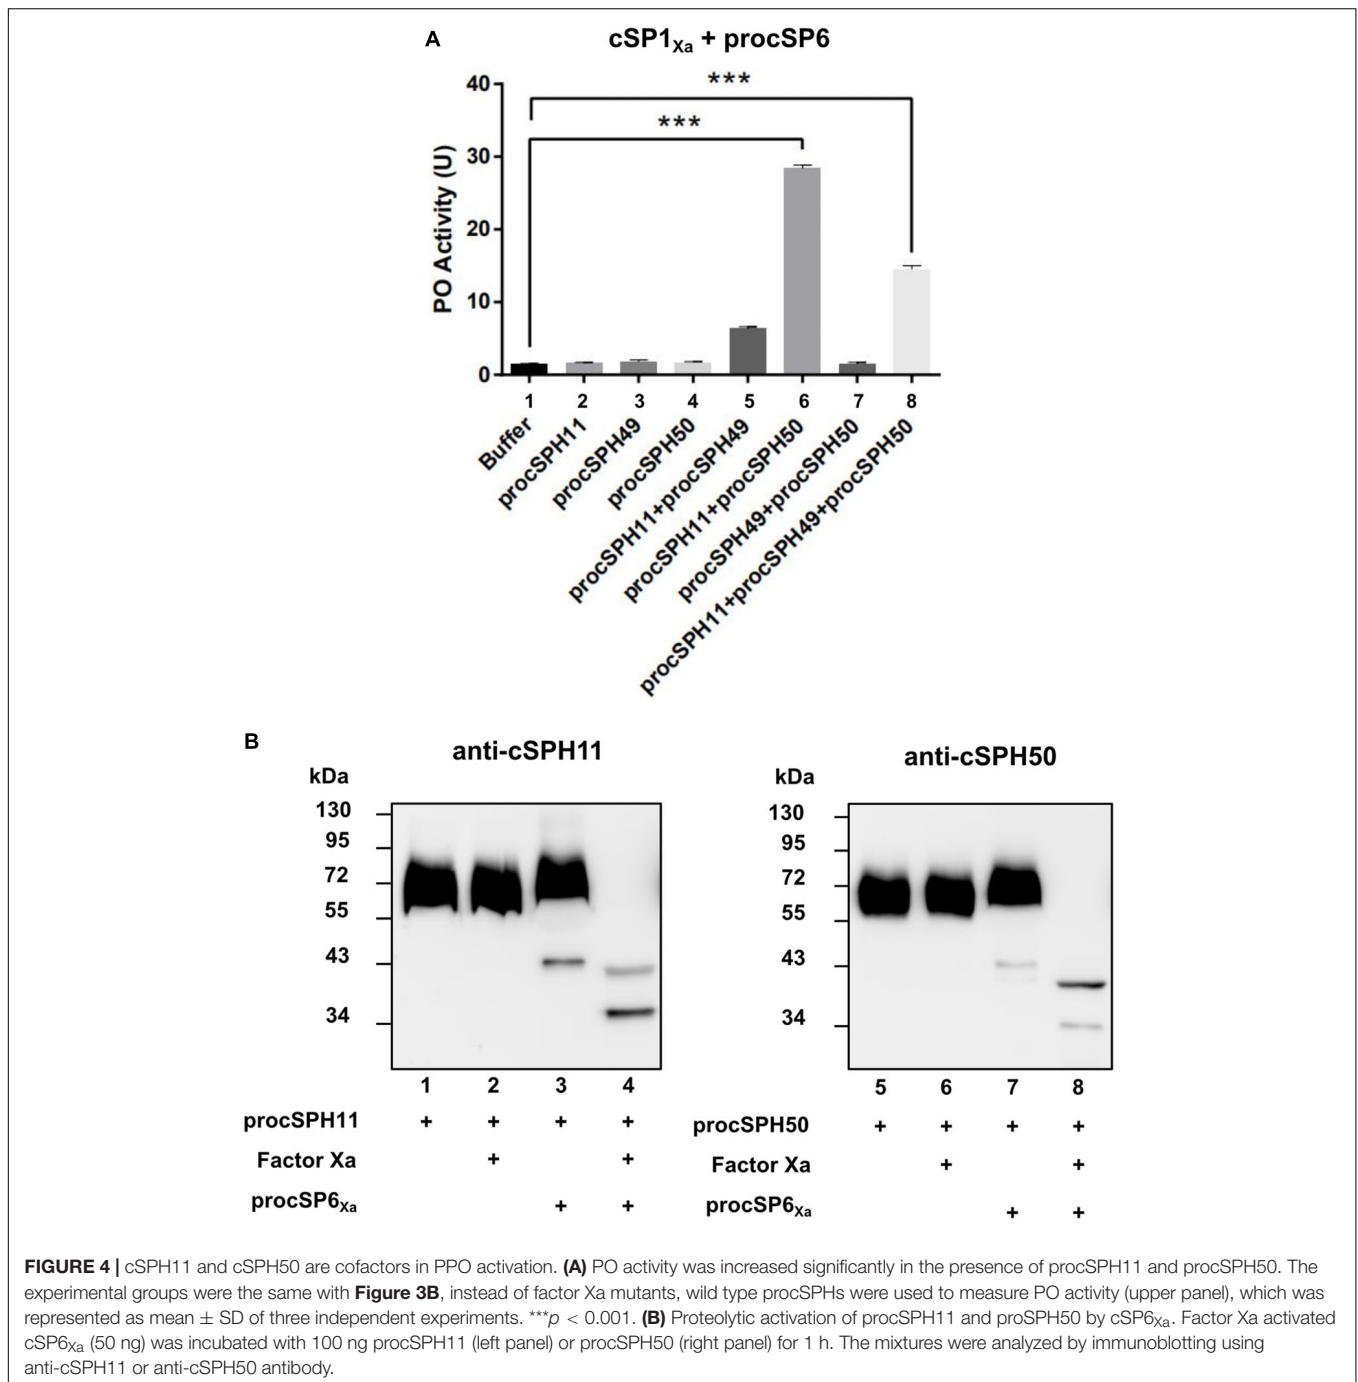 A
cSP1Xa + procSP6
***
***
PO Activity (U)
40
30
20
10
0
1 2 3 4 5 6 7 8
Buffer
procSPH11
procSPH49
procSPH50
procSPH11+procSPH49
procSPH11+procSPH50
procSPH49+procSPH50
procSPH11+procSPH49+procSPH50
B
anti-cSPH11
kDa
130
95
72
55
43
34
1 2 3 4
procSPH11 + + + +
Factor Xa + +
procSP6Xa + +
anti-cSPH50
kDa
130
95
72
55
43
34
5 6 7 8
procSPH50 + + + +
Factor Xa + +
procSP6Xa + +
FIGURE 4 | cSPH11 and cSPH50 are cofactors in PPO activation. (A) PO activity was increased significantly in the presence of procSPH11 and procSPH50. The
experimental groups were the same with Figure 3B, instead of factor Xa mutants, wild type procSPHs were used to measure PO activity (upper panel), which was
represented as mean ± SD of three independent experiments. ***p < 0.001. (B) Proteolytic activation of procSPH11 and proSPH50 by cSP6Xa. Factor Xa activated
cSP6Xa (50 ng) was incubated with 100 ng procSPH11 (left panel) or procSPH50 (right panel) for 1 h. The mixtures were analyzed by immunoblotting using
anti-cSPH11 or anti-cSPH50 antibody.